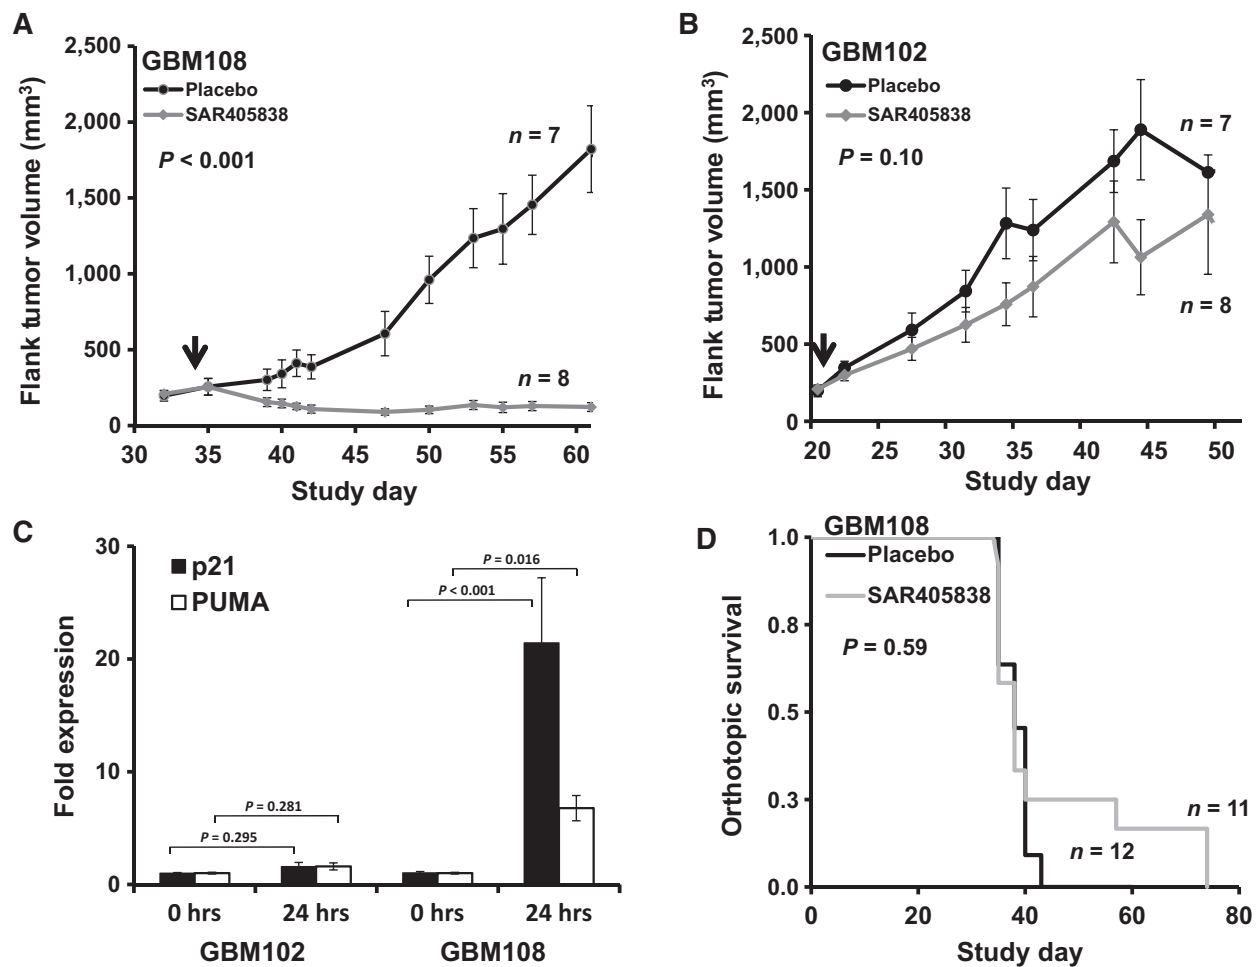 A
GBM108
Placebo
SAR405838
P < 0.001
n = 7
n = 8
2,500
2,000
1,500
1,000
500
0
Flank tumor volume (mm3)
30 35 40 45 50 55 60
Study day
B
GBM102
Placebo
SAR405838
P = 0.10
n = 7
n = 8
2,500
2,000
1,500
1,000
500
0
Flank tumor volume (mm3)
20 25 30 35 40 45 50
Study day
C
p21
PUMA
P = 0.016
P < 0.001
P = 0.281
P = 0.295
30
20
10
0
Fold expression
0 hrs 24 hrs 0 hrs 24 hrs
GBM102 GBM108
D
GBM108
Placebo
SAR405838
P = 0.59
n = 11
n = 12
1.0
0.8
0.5
0.3
0.0
Orthotopic survival
0 20 40 60 80
Study day